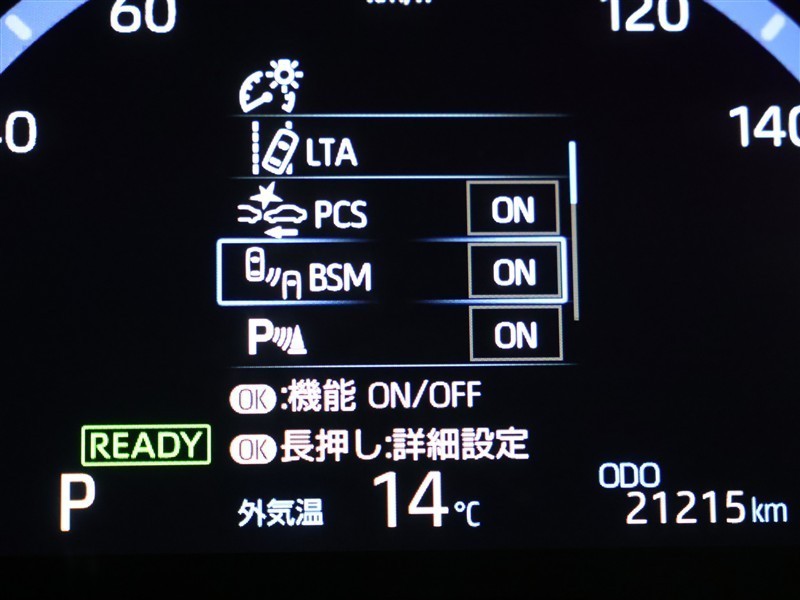 60 120
140
LTA
PCS ON
BSM ON
P ON
OK:機能 ON/OFF
READY
OK長押し:詳細設定
P
外気温 14℃
ODO
21215km